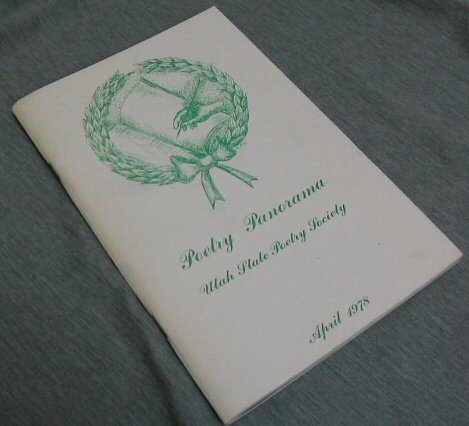 Poetry Panorama
Utah State Poetry Society
April 1978